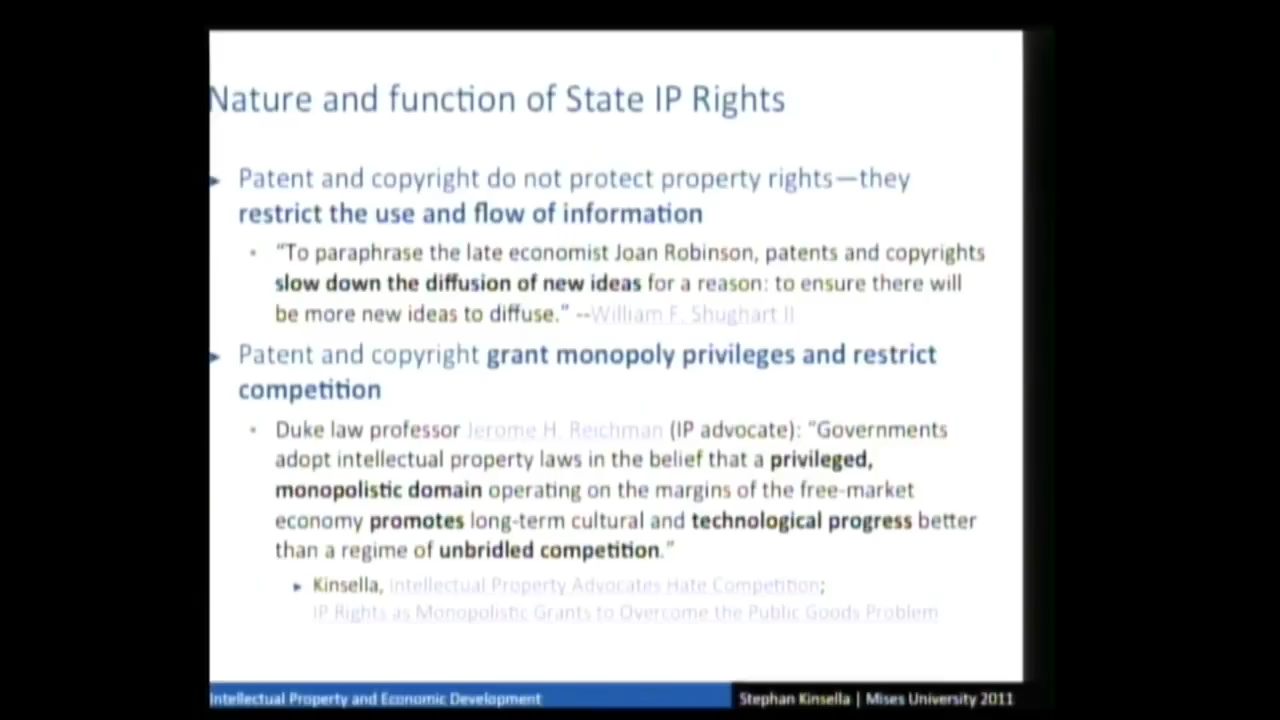 Nature and function of State IP Rights
Patent and copyright do not protect property rights—they
restrict the use and flow of information
"To paraphrase the late economist Joan Robinson, patents and copyrights
slow down the diffusion of new ideas for a reason: to ensure there will
be more new ideas to diffuse." --William F. Shughart II
Patent and copyright grant monopoly privileges and restrict
competition
Duke law professor Jerome H. Reichman (IP advocate): "Governments
adopt intellectual property laws in the belief that a privileged,
monopolistic domain operating on the margins of the free-market
economy promotes long-term cultural and technological progress better
than a regime of unbridled competition."
Kinsella, Intellectual Property Advocates Hate Competition;
IP Rights as Monopolistic Grants to Overcome the Public Goods Problem
Intellectual Property and Economic Development
Stephan Kinsella | Mises University 2011